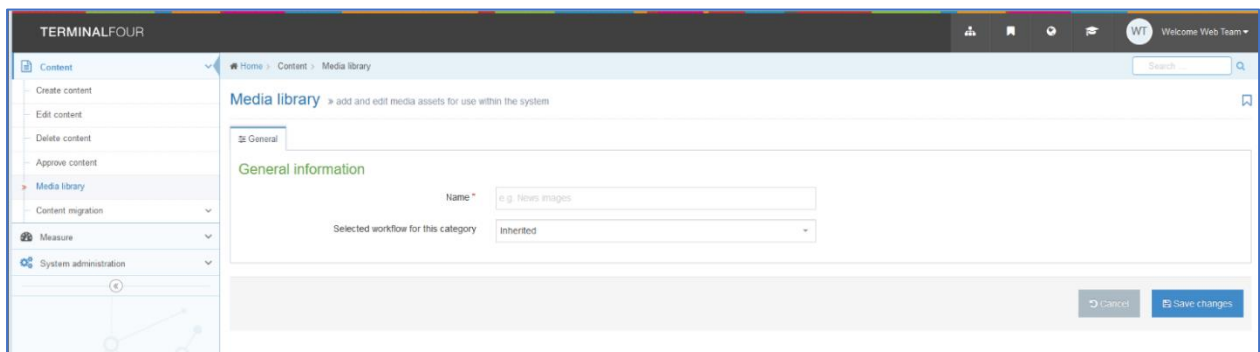 TERMINALFOUR
WT Welcome Web Team
Content
Home > Content > Media library
Search ...
Create content
Edit content
Delete content
Approve content
Media library
Content migration
Measure
System administration
Media library » add and edit media assets for use within the system
General
General information
Name *
e.g. News images
Selected workflow for this category
Inherited
Cancel
Save changes